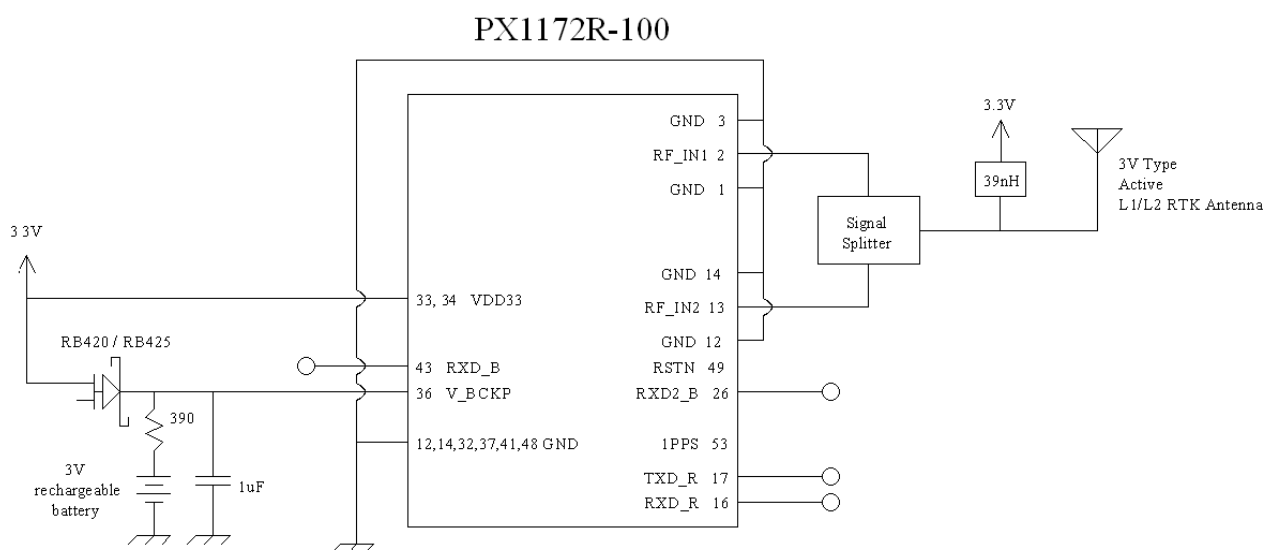 PX1172R-100
GND 3
RF_IN1 2
GND 1
3.3V
39nH
3V Type
Active
L1/L2 RTK Antenna
Signal
Splitter
3 3V
GND 14
33, 34 VDD33
RF_IN2 13
RB420 / RB425
GND 12
43 RXD_B
RSTN 49
36 V_BCKP
RXD2_B 26
390
12,14,32,37,41,48 GND
1PPS 53
3V
rechargeable
battery
1uF
TXD_R 17
RXD_R 16